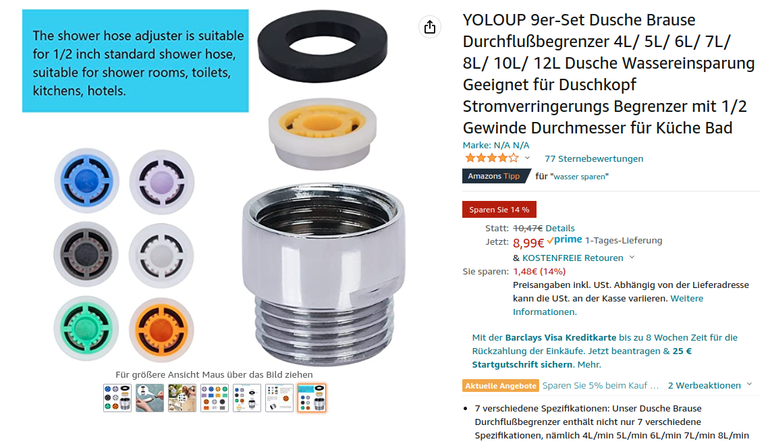 The shower hose adjuster is suitable
for 1/2 inch standard shower hose,
suitable for shower rooms, toilets,
kitchens, hotels.
Für größere Ansicht Maus über das Bild ziehen
YOLOUP 9er-Set Dusche Brause
Durchflußbegrenzer 4L/ 5L/ 6L/ 7L/
8L/ 10L/ 12L Dusche Wassereinsparung
Geeignet für Duschkopf
Stromverringerungs Begrenzer mit 1/2
Gewinde Durchmesser für Küche Bad
Marke: N/A N/A
77 Sternebewertungen
Amazons Tipp für "wasser sparen"
Sparen Sie 14 %
Statt: 10,47€ Details
Jetzt: 8,99€ prime 1-Tages-Lieferung
& KOSTENFREIE Retouren
Sie sparen: 1,48€ (14%)
Preisangaben inkl. USt. Abhängig von der Lieferadresse
kann die USt. an der Kasse variieren. Weitere
Informationen.
Mit der Barclays Visa Kreditkarte bis zu 8 Wochen Zeit für die
Rückzahlung der Einkäufe. Jetzt beantragen & 25 €
Startgutschrift sichern. Mehr.
Aktuelle Angebote Sparen Sie 5% beim Kauf ... 2 Werbeaktionen
• 7 verschiedene Spezifikationen: Unser Dusche Brause
Durchflußbegrenzer enthält nicht nur 7 verschiedene
Spezifikationen, nämlich 4L/min 5L/min 6L/min 7L/min 8L/min